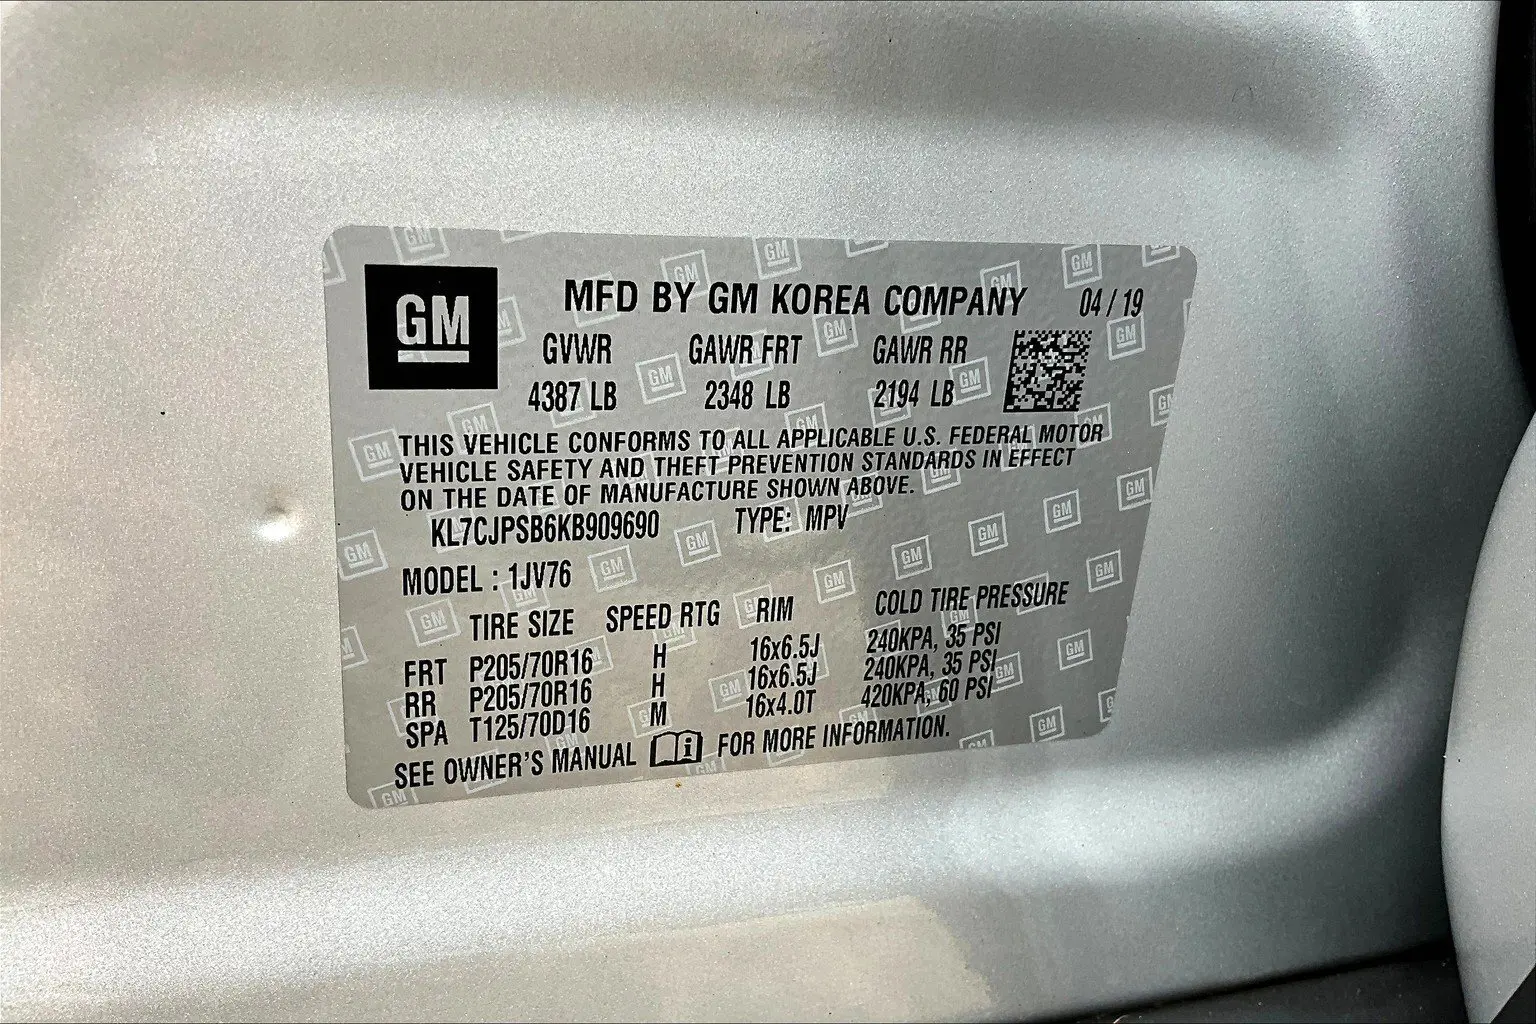 GM
MFD BY GM KOREA COMPANY 04 / 19
GVWR GAWR FRT GAWR RR
4387 LB 2348 LB 2194 LB
THIS VEHICLE CONFORMS TO ALL APPLICABLE U.S. FEDERAL MOTOR
VEHICLE SAFETY AND THEFT PREVENTION STANDARDS IN EFFECT
ON THE DATE OF MANUFACTURE SHOWN ABOVE.
KL7CJPSB6KB909690 TYPE: MPV
MODEL : 1JV76
TIRE SIZE SPEED RTG RIM COLD TIRE PRESSURE
FRT P205/70R16 H 16x6.5J 240KPA, 35 PSI
RR P205/70R16 H 16x6.5J 240KPA, 35 PSI
SPA T125/70D16 M 16x4.0T 420KPA, 60 PSI
SEE OWNER'S MANUAL FOR MORE INFORMATION.